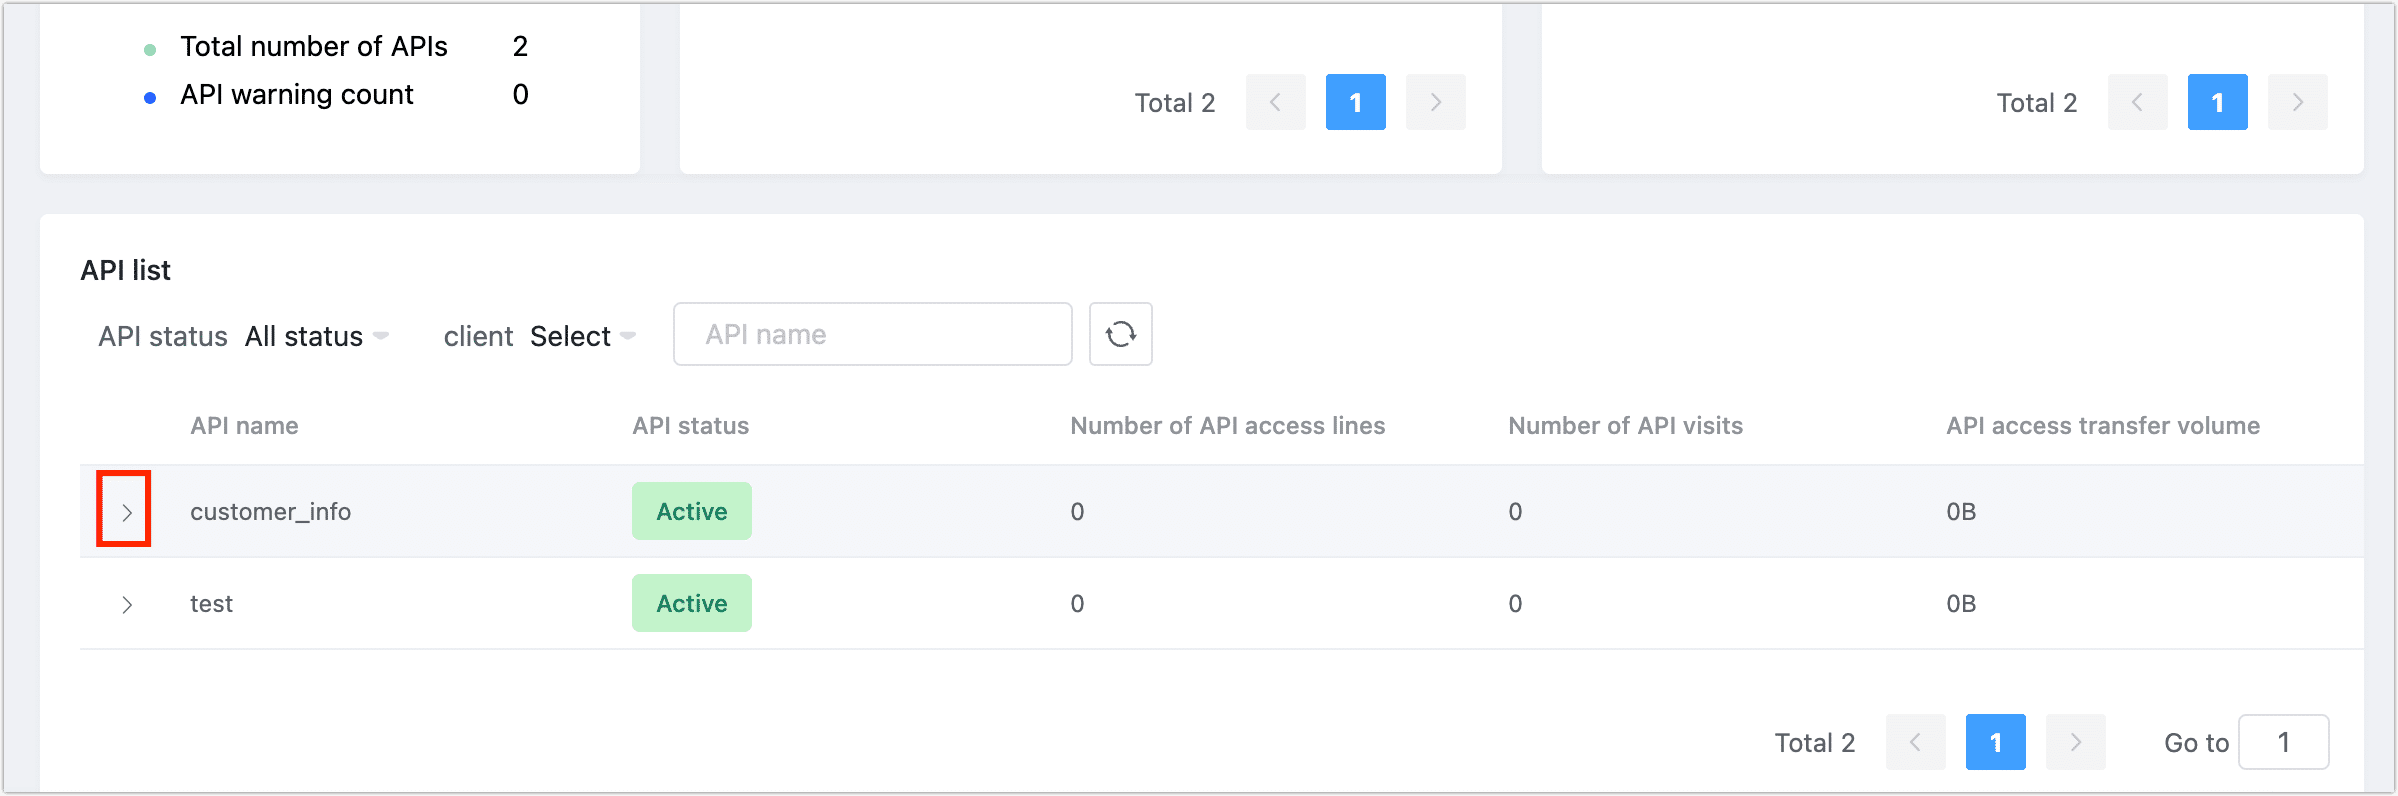 Total number of APIs 2
API warning count 0
Total 2 1
Total 2 1
API list
API status All status client Select API name
API name API status Number of API access lines Number of API visits API access transfer volume
customer_info Active 0 0 0B
test Active 0 0 0B
Total 2 1 Go to 1